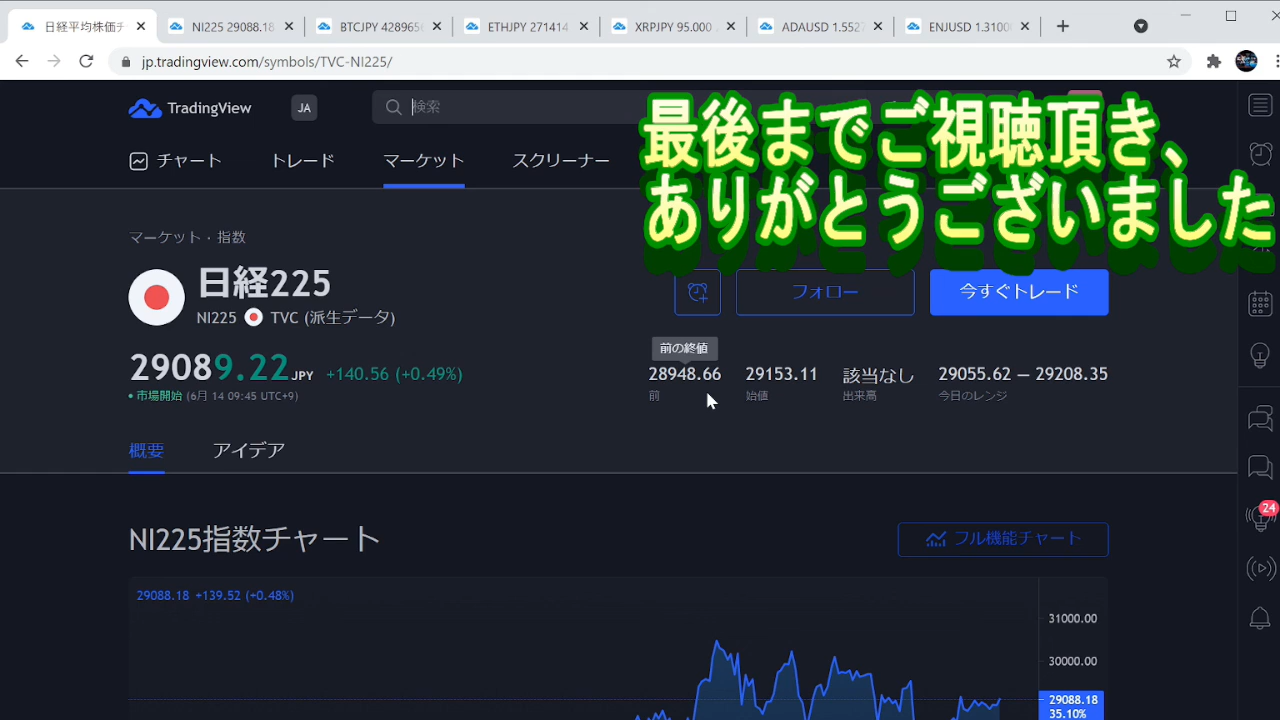 日経平均株価チ
NI225 29088.18
BTCJPY 428965
ETHJPY 271414
XRPJPY 95.000
ADAUSD 1.5527
ENJUSD 1.3100
jp.tradingview.com/symbols/TVC-NI225/
TradingView
JA
検索
最後までご視聴頂き、
ありがとうございました
チャート
トレード
マーケット
スクリーナー
マーケット・指数
日経225
NI225 TVC (派生データ)
フォロー
今すぐトレード
29089.22 JPY +140.56 (+0.49%)
市場開始 (6月 14 09:45 UTC+9)
前の終値
28948.66
前
29153.11
始値
該当なし
出来高
29055.62 — 29208.35
今日のレンジ
概要
アイデア
24
NI225指数チャート
フル機能チャート
29088.18 +139.52 (+0.48%)
31000.00
30000.00
29088.18
35.10%